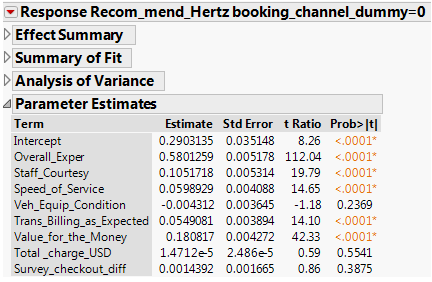 Response Recom_mend_Hertz booking_channel_dummy=0
Effect Summary
Summary of Fit
Analysis of Variance
Parameter Estimates
Term Estimate Std Error t Ratio Prob>|t|
Intercept 0.2903135 0.035148 8.26 <.0001*
Overall_Exper 0.5801259 0.005178 112.04 <.0001*
Staff_Courtesy 0.1051718 0.005314 19.79 <.0001*
Speed_of_Service 0.0598929 0.004088 14.65 <.0001*
Veh_Equip_Condition -0.004312 0.003645 -1.18 0.2369
Trans_Billing_as_Expected 0.0549081 0.003894 14.10 <.0001*
Value_for_the_Money 0.180817 0.004272 42.33 <.0001*
Total _charge_USD 1.4712e-5 2.486e-5 0.59 0.5541
Survey_checkout_diff 0.0014392 0.001665 0.86 0.3875